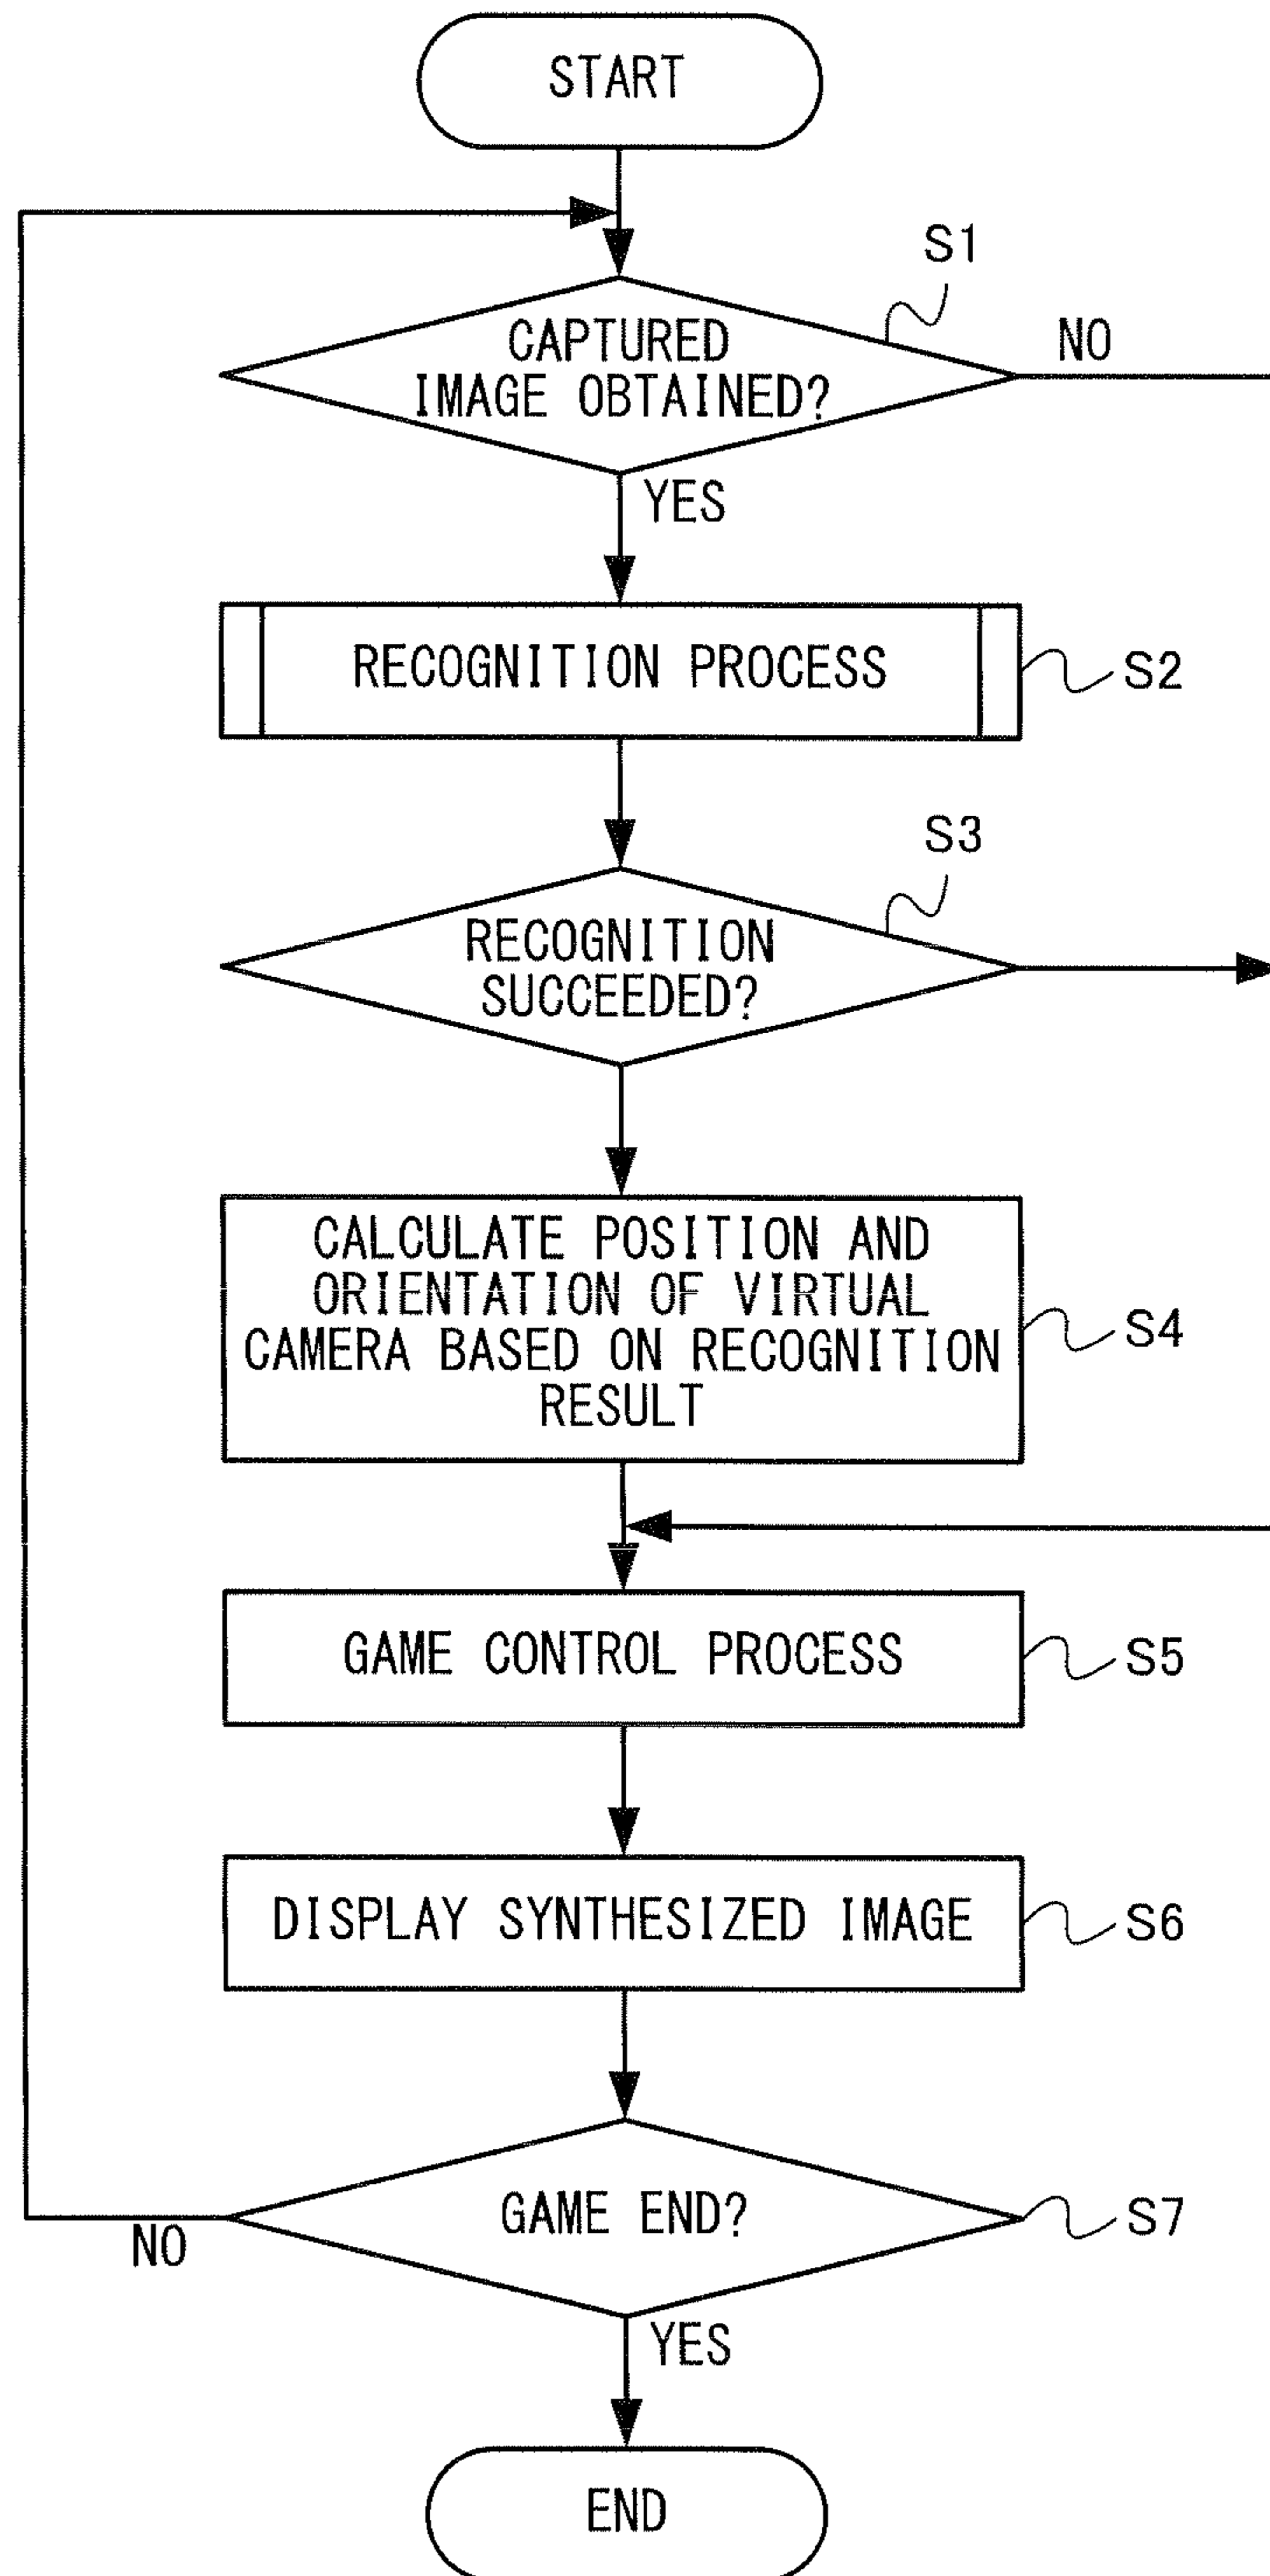 START
S1
CAPTURED
IMAGE OBTAINED?
NO
YES
RECOGNITION PROCESS
S2
S3
RECOGNITION
SUCCEEDED?
CALCULATE POSITION AND
ORIENTATION OF VIRTUAL
CAMERA BASED ON RECOGNITION
RESULT
S4
GAME CONTROL PROCESS
S5
DISPLAY SYNTHESIZED IMAGE
S6
GAME END?
S7
NO
YES
END